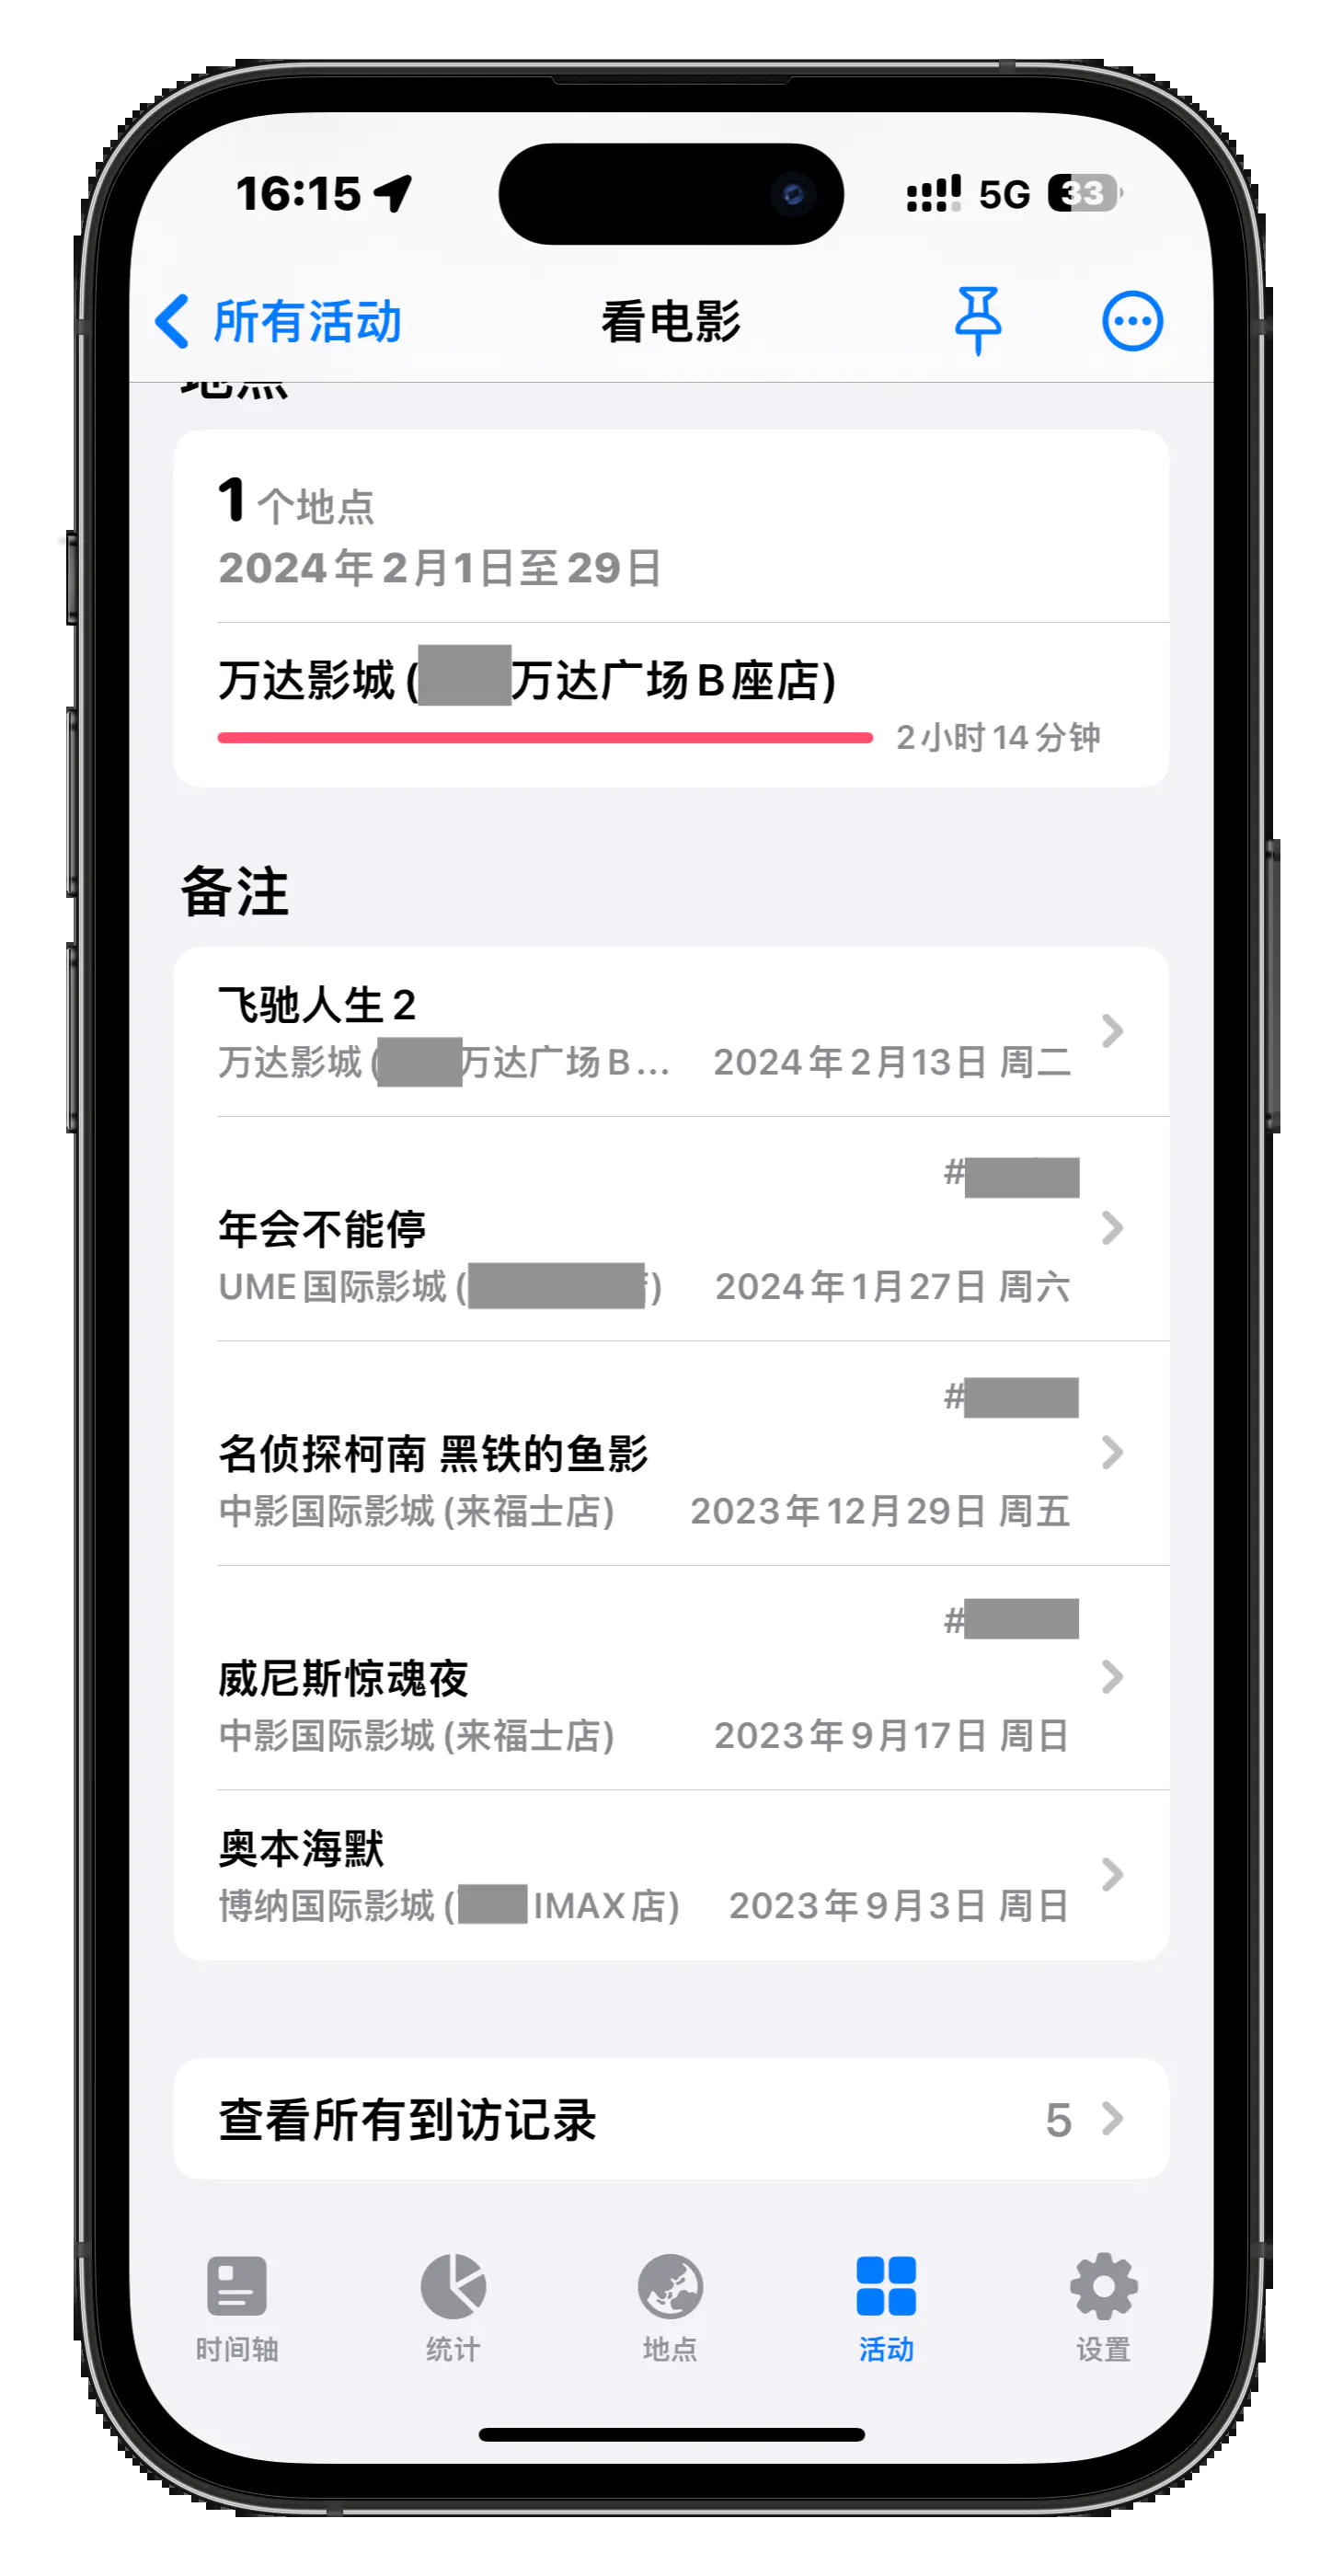 16:15 5G 33
所有活动 看电影
地点
1个地点
2024年2月1日至29日
万达影城(万达广场B座店)
2小时14分钟
备注
飞驰人生2
万达影城(万达广场B... 2024年2月13日 周二
#
年会不能停
UME国际影城() 2024年1月27日 周六
#
名侦探柯南 黑铁的鱼影
中影国际影城(来福士店) 2023年12月29日 周五
#
威尼斯惊魂夜
中影国际影城(来福士店) 2023年9月17日 周日
奥本海默
博纳国际影城(IMAX店) 2023年9月3日 周日
查看所有到访记录 5
时间轴 统计 地点 活动 设置